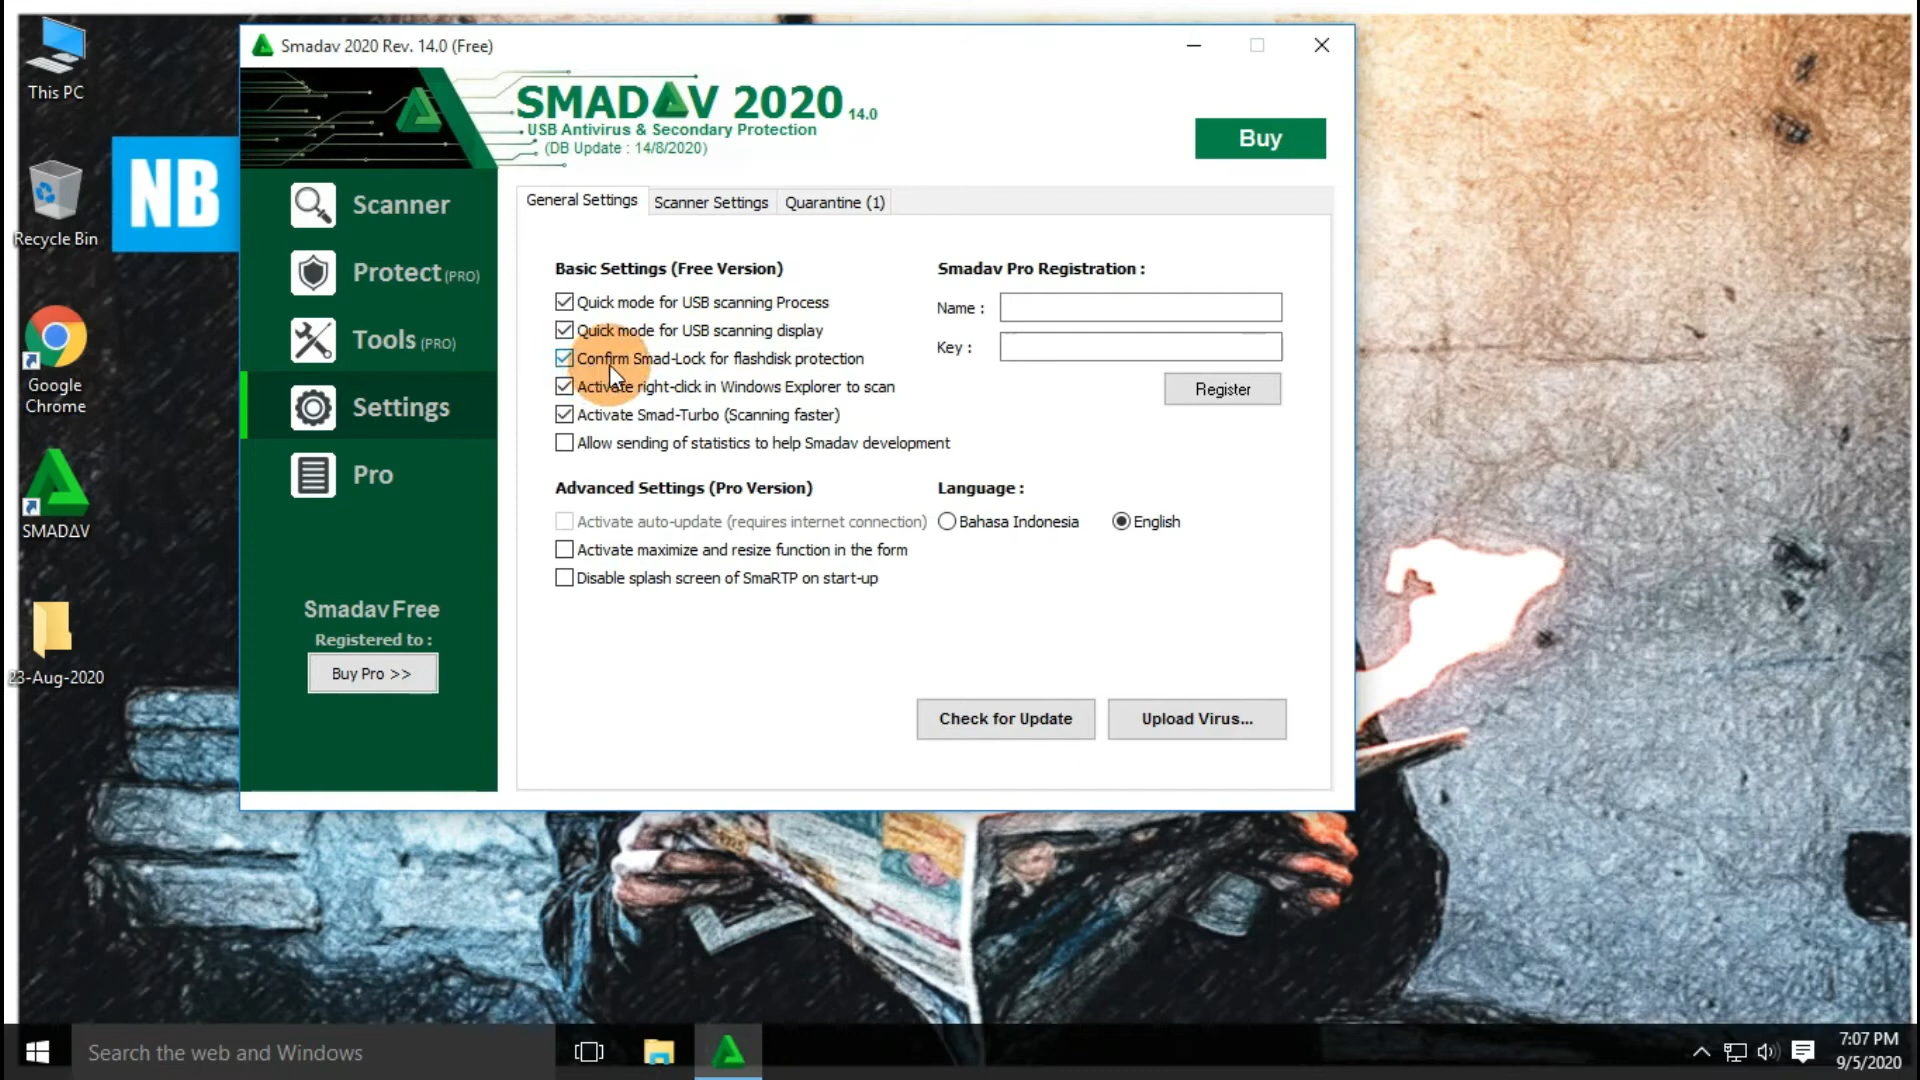 This PC
Recycle Bin
NB
Google
Chrome
SMADΔV
23-Aug-2020
Smadav 2020 Rev. 14.0 (Free)
SMADΔV 2020 14.0
USB Antivirus & Secondary Protection
(DB Update : 14/8/2020)
Buy
Scanner
Protect (PRO)
Tools (PRO)
Settings
Pro
Smadav Free
Registered to :
Buy Pro >>
General Settings
Scanner Settings
Quarantine (1)
Basic Settings (Free Version)
Quick mode for USB scanning Process
Quick mode for USB scanning display
Confirm Smad-Lock for flashdisk protection
Activate right-click in Windows Explorer to scan
Activate Smad-Turbo (Scanning faster)
Allow sending of statistics to help Smadav development
Smadav Pro Registration :
Name :
Key :
Register
Advanced Settings (Pro Version)
Activate auto-update (requires internet connection)
Activate maximize and resize function in the form
Disable splash screen of SmaRTP on start-up
Language :
Bahasa Indonesia
English
Check for Update
Upload Virus...
Search the web and Windows
7:07 PM
9/5/2020